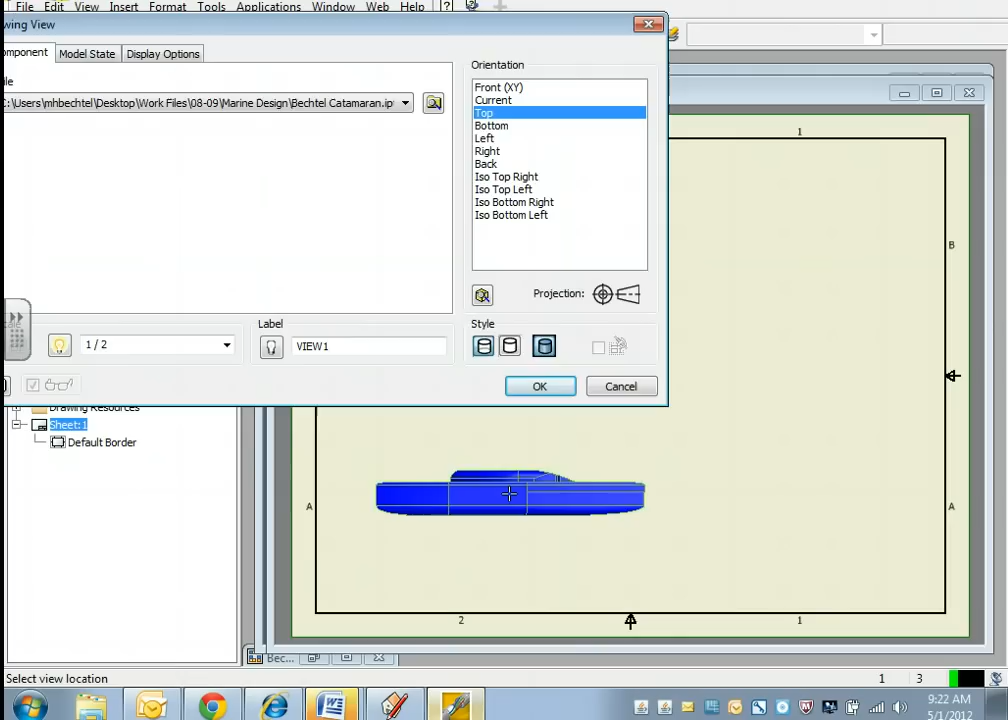 File Edit View Insert Format Tools Applications Window Web Help
wing View
omponent Model State Display Options
ile
C:\Users\mhbechtel\Desktop\Work Files\08-09\Marine Design\Bechtel Catamaran.ip
Orientation
Front (XY)
Current
Top
Bottom
Left
Right
Back
Iso Top Right
Iso Top Left
Iso Bottom Right
Iso Bottom Left
Projection:
Label
Style
1 / 2
VIEW1
OK Cancel
Drawing Resources
Sheet:1
Default Border
1
B
A
A
2
1
Bec...
Select view location
1 3
9:22 AM
5/1/2012